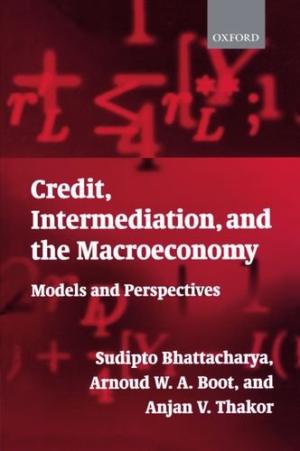 OXFORD
Credit,
Intermediation, and
the Macroeconomy
Models and Perspectives
Sudipto Bhattacharya,
Arnoud W. A. Boot, and
Anjan V. Thakor